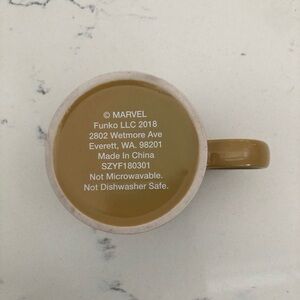 © MARVEL
Funko LLC 2018
2802 Wetmore Ave
Everett, WA. 98201
Made In China
SZYF180301
Not Microwavable.
Not Dishwasher Safe.